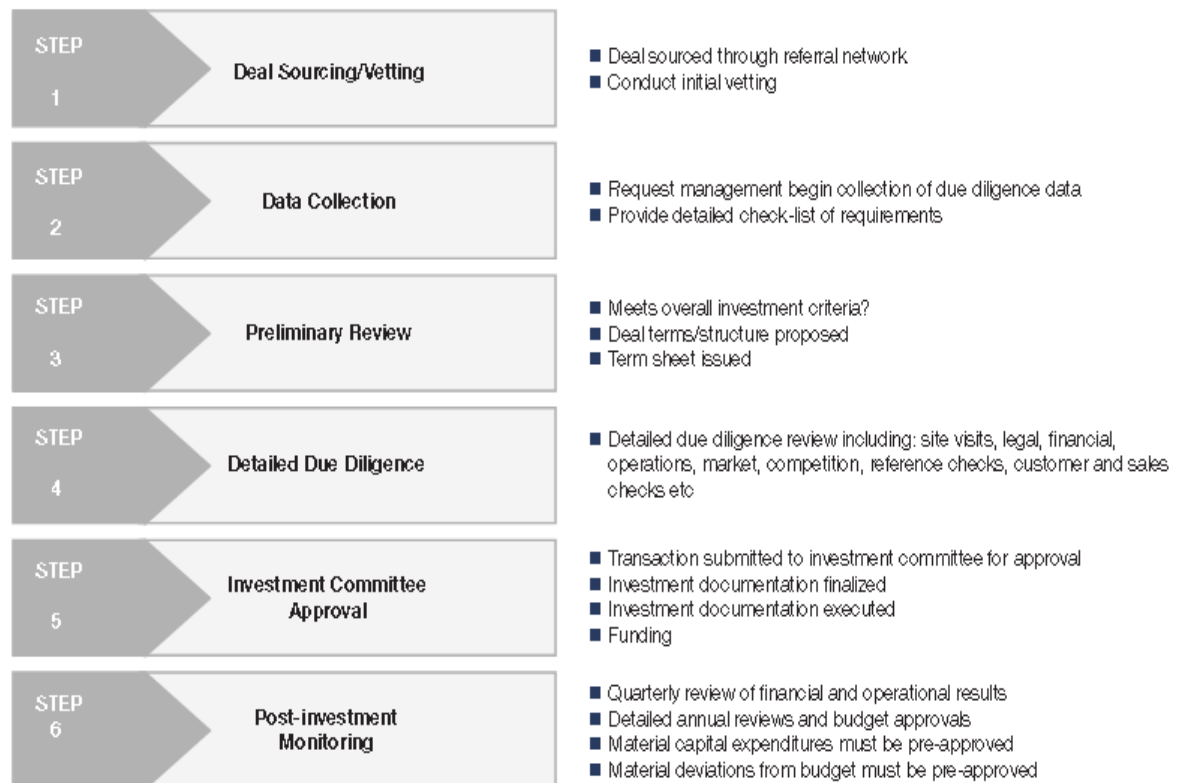 STEP
1
Deal Sourcing/Vetting
■ Deal sourced through referral network
■ Conduct initial vetting
STEP
2
Data Collection
■ Request management begin collection of due diligence data
■ Provide detailed check-list of requirements
STEP
3
Preliminary Review
■ Meets overall investment criteria?
■ Deal terms/structure proposed
■ Term sheet issued
STEP
4
Detailed Due Diligence
■ Detailed due diligence review including: site visits, legal, financial,
operations, market, competition, reference checks, customer and sales
checks etc
STEP
5
Investment Committee
Approval
■ Transaction submitted to investment committee for approval
■ Investment documentation finalized
■ Investment documentation executed
■ Funding
STEP
6
Post-investment
Monitoring
■ Quarterly review of financial and operational results
■ Detailed annual reviews and budget approvals
■ Material capital expenditures must be pre-approved
■ Material deviations from budget must be pre-approved